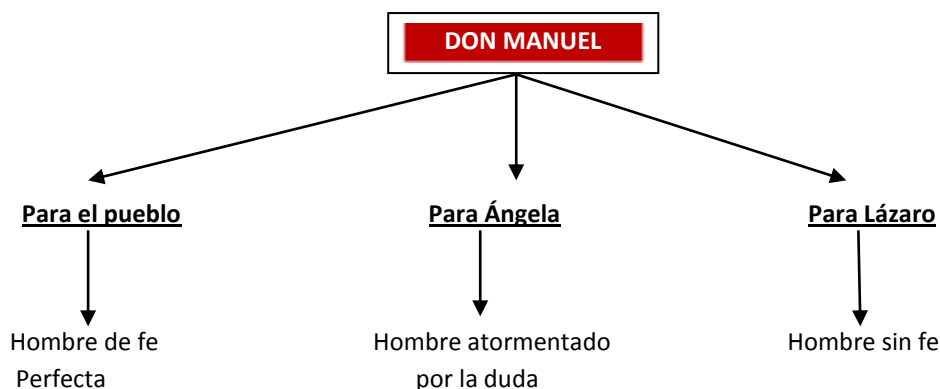 DON MANUEL
Para el pueblo
Para Ángela
Para Lázaro
Hombre de fe
Perfecta
Hombre atormentado
por la duda
Hombre sin fe